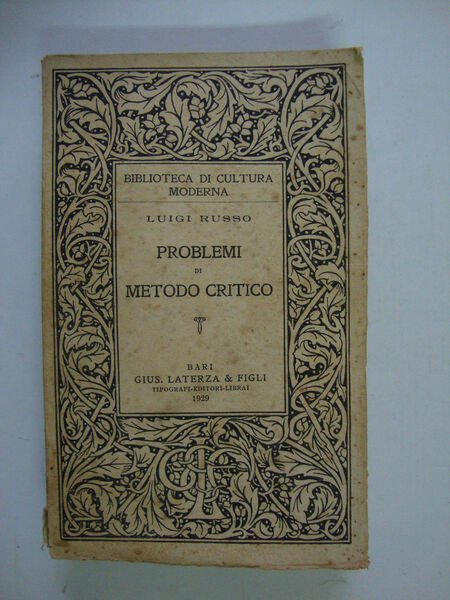 BIBLIOTECA DI CULTURA
MODERNA
LUIGI RUSSO
PROBLEMI
DI
METODO CRITICO
BARI
GIUS. LATERZA & FIGLI
TIPOGRAFI-EDITORI-LIBRAI
1929